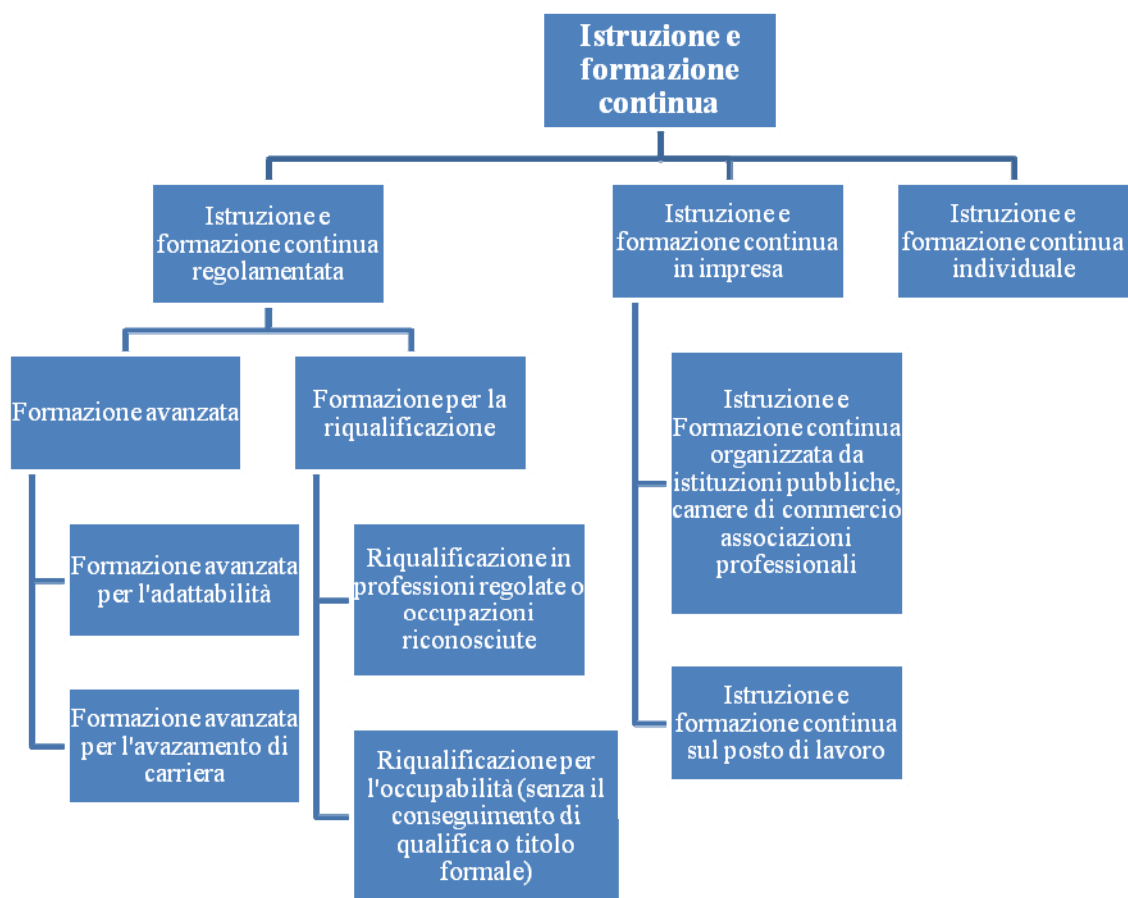 Istruzione e
formazione
continua
Istruzione e
formazione continua
regolamentata
Istruzione e
formazione continua
in impresa
Istruzione e
formazione continua
individuale
Formazione avanzata
Formazione per la
riqualificazione
Istruzione e
Formazione continua
organizzata da
istituzioni pubbliche,
camere di commercio
associazioni
professionali
Formazione avanzata
per l'adattabilità
Riqualificazione in
professioni regolate o
occupazioni
riconosciute
Formazione avanzata
per l'avazamento di
carriera
Riqualificazione per
l'occupabilità (senza il
conseguimento di
qualifica o titolo
formale)
Istruzione e
formazione continua
sul posto di lavoro